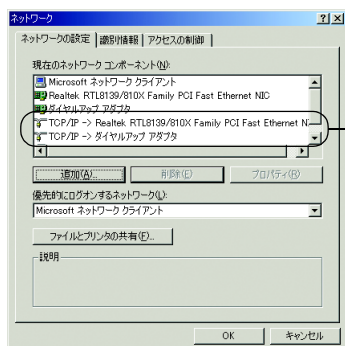 ネットワーク
ネットワークの設定 識別情報 アクセスの制御
現在のネットワーク コンポーネント(N):
Microsoft ネットワーク クライアント
Realtek RTL8139/810X Family PCI Fast Ethernet NIC
ダイヤルアップ アダプタ
TCP/IP -> Realtek RTL8139/810X Family PCI Fast Ethernet N
TCP/IP -> ダイヤルアップ アダプタ
追加(A)... 削除(E) プロパティ(R)
優先的にログオンするネットワーク(L):
Microsoft ネットワーク クライアント
ファイルとプリンタの共有(F)...
説明
OK キャンセル